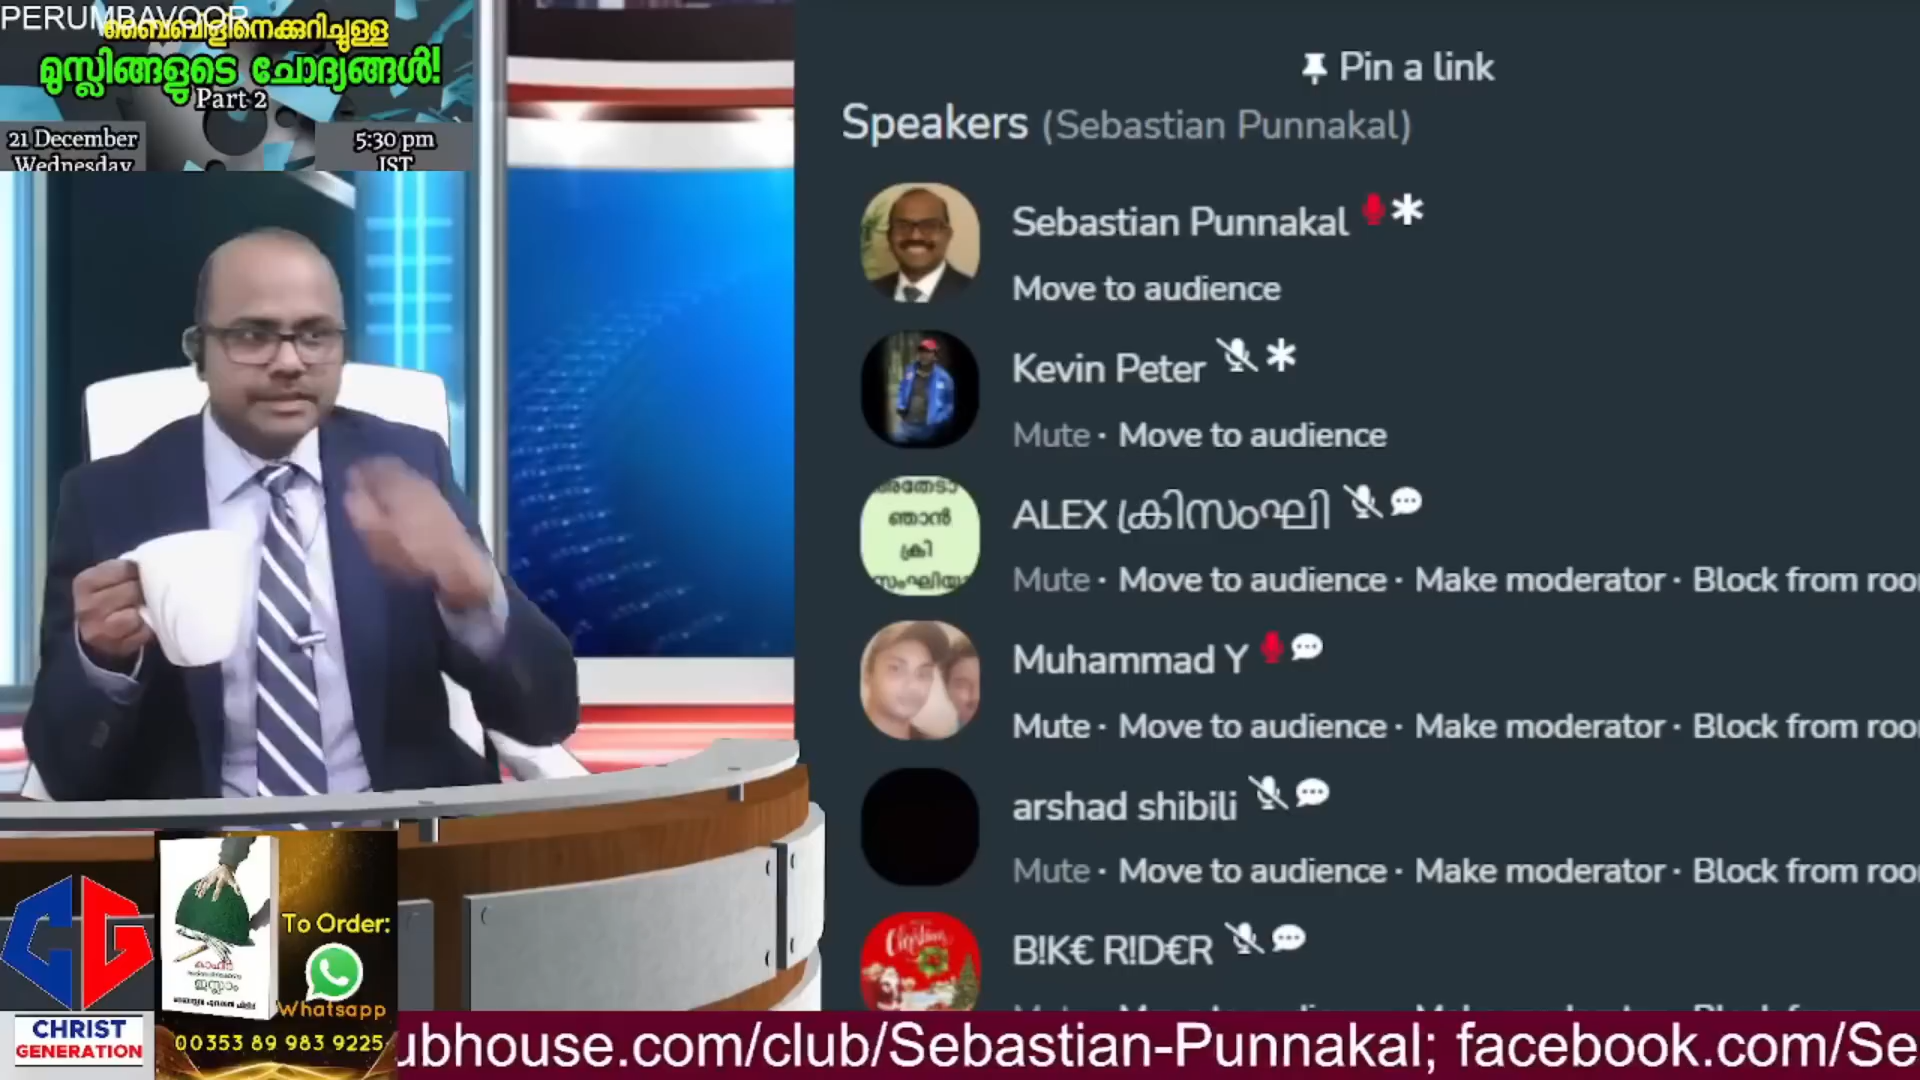 PERUMBAVOOR
ബൈബിളിനെക്കുറിച്ചുള്ള
മുസ്ലിങ്ങളുടെ ചോദ്യങ്ങൾ!
Part 2
21 December
Wednesday
5:30 pm
IST
Pin a link
Speakers (Sebastian Punnakal)
Sebastian Punnakal
Move to audience
Kevin Peter
Mute · Move to audience
ഞാൻ
ക്രി
ALEX ക്രിസംഘി
Mute · Move to audience · Make moderator · Block from roo
Muhammad Y
Mute · Move to audience · Make moderator · Block from roo
arshad shibili
Mute · Move to audience · Make moderator · Block from roo
Christmas
B!K€ R!D€R
CG
CHRIST
GENERATION
ഇസ്ലാം
To Order:
Whatsapp
00353 89 983 9225
ubhouse.com/club/Sebastian-Punnakal; facebook.com/Se